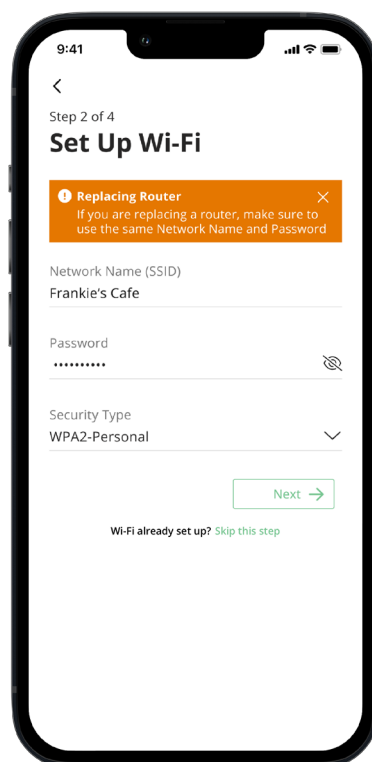 9:41
Step 2 of 4
Set Up Wi-Fi
Replacing Router
If you are replacing a router, make sure to
use the same Network Name and Password
Network Name (SSID)
Frankie's Cafe
Password
••••••••••
Security Type
WPA2-Personal
Next
Wi-Fi already set up? Skip this step